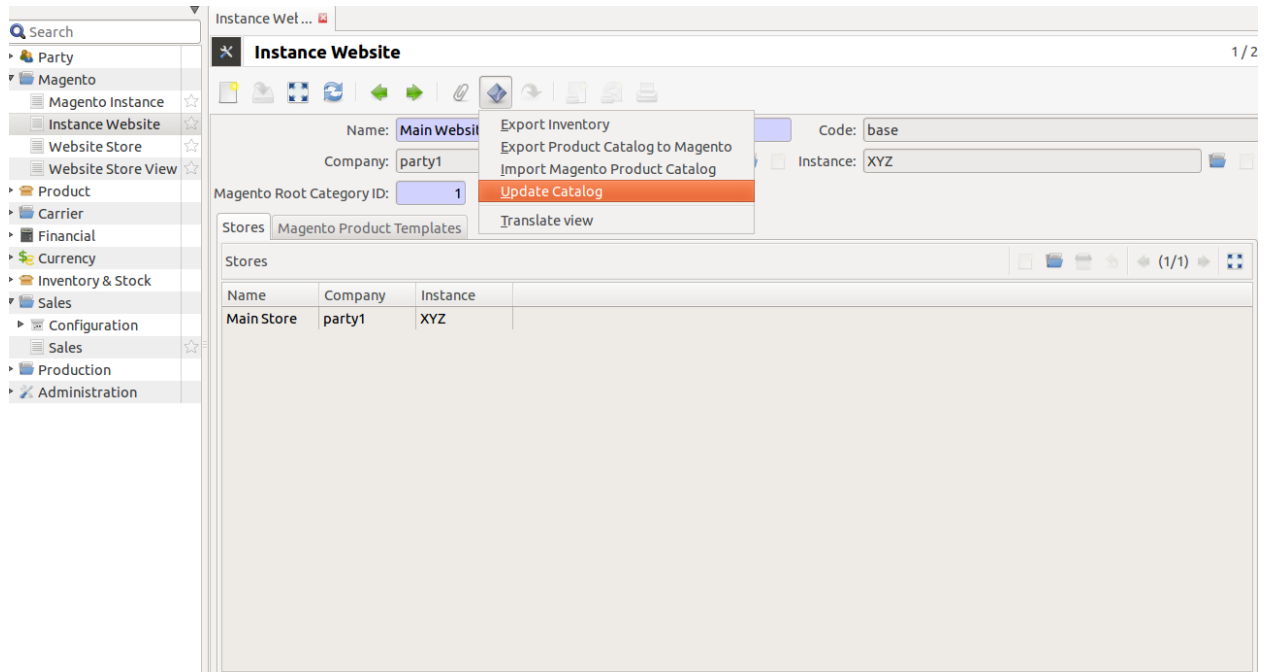 Instance Wet ...
Search
Party
Magento
Magento Instance
Instance Website
Website Store
Website Store View
Product
Carrier
Financial
Currency
Inventory & Stock
Sales
Configuration
Sales
Production
Administration
Instance Website
1 / 2
Name: Main Websit
Code: base
Company: party1
Instance: XYZ
Magento Root Category ID: 1
Export Inventory
Export Product Catalog to Magento
Import Magento Product Catalog
Update Catalog
Translate view
Stores Magento Product Templates
Stores
(1/1)
Name Company Instance
Main Store party1 XYZ